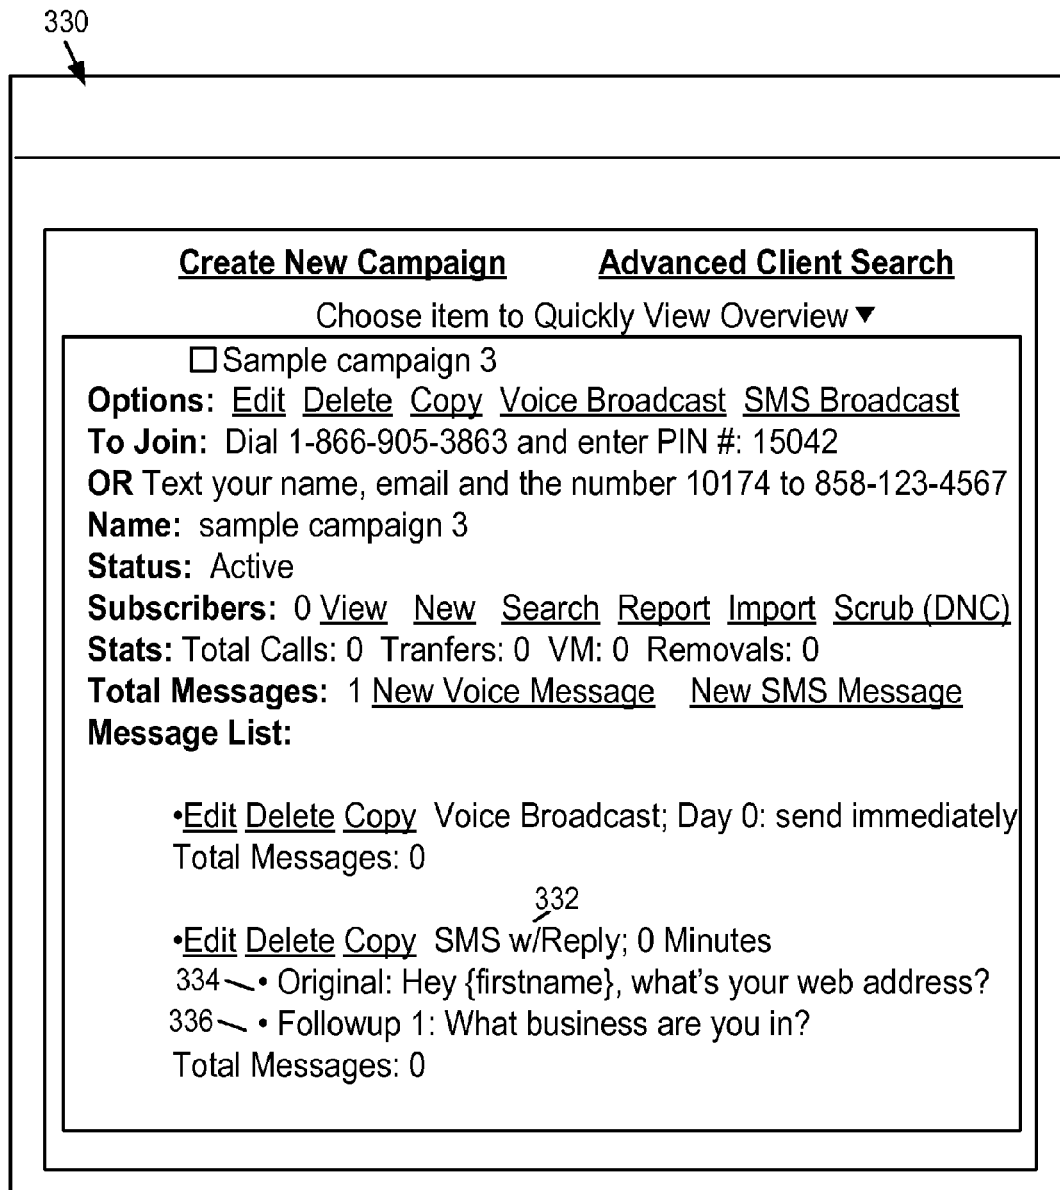 330
Create New Campaign Advanced Client Search
Choose item to Quickly View Overview ▼
☐ Sample campaign 3
Options: Edit Delete Copy Voice Broadcast SMS Broadcast
To Join: Dial 1-866-905-3863 and enter PIN #: 15042
OR Text your name, email and the number 10174 to 858-123-4567
Name: sample campaign 3
Status: Active
Subscribers: 0 View New Search Report Import Scrub (DNC)
Stats: Total Calls: 0 Tranfers: 0 VM: 0 Removals: 0
Total Messages: 1 New Voice Message New SMS Message
Message List:
•Edit Delete Copy Voice Broadcast; Day 0: send immediately
Total Messages: 0
332
•Edit Delete Copy SMS w/Reply; 0 Minutes
334 • Original: Hey {firstname}, what's your web address?
336 • Followup 1: What business are you in?
Total Messages: 0